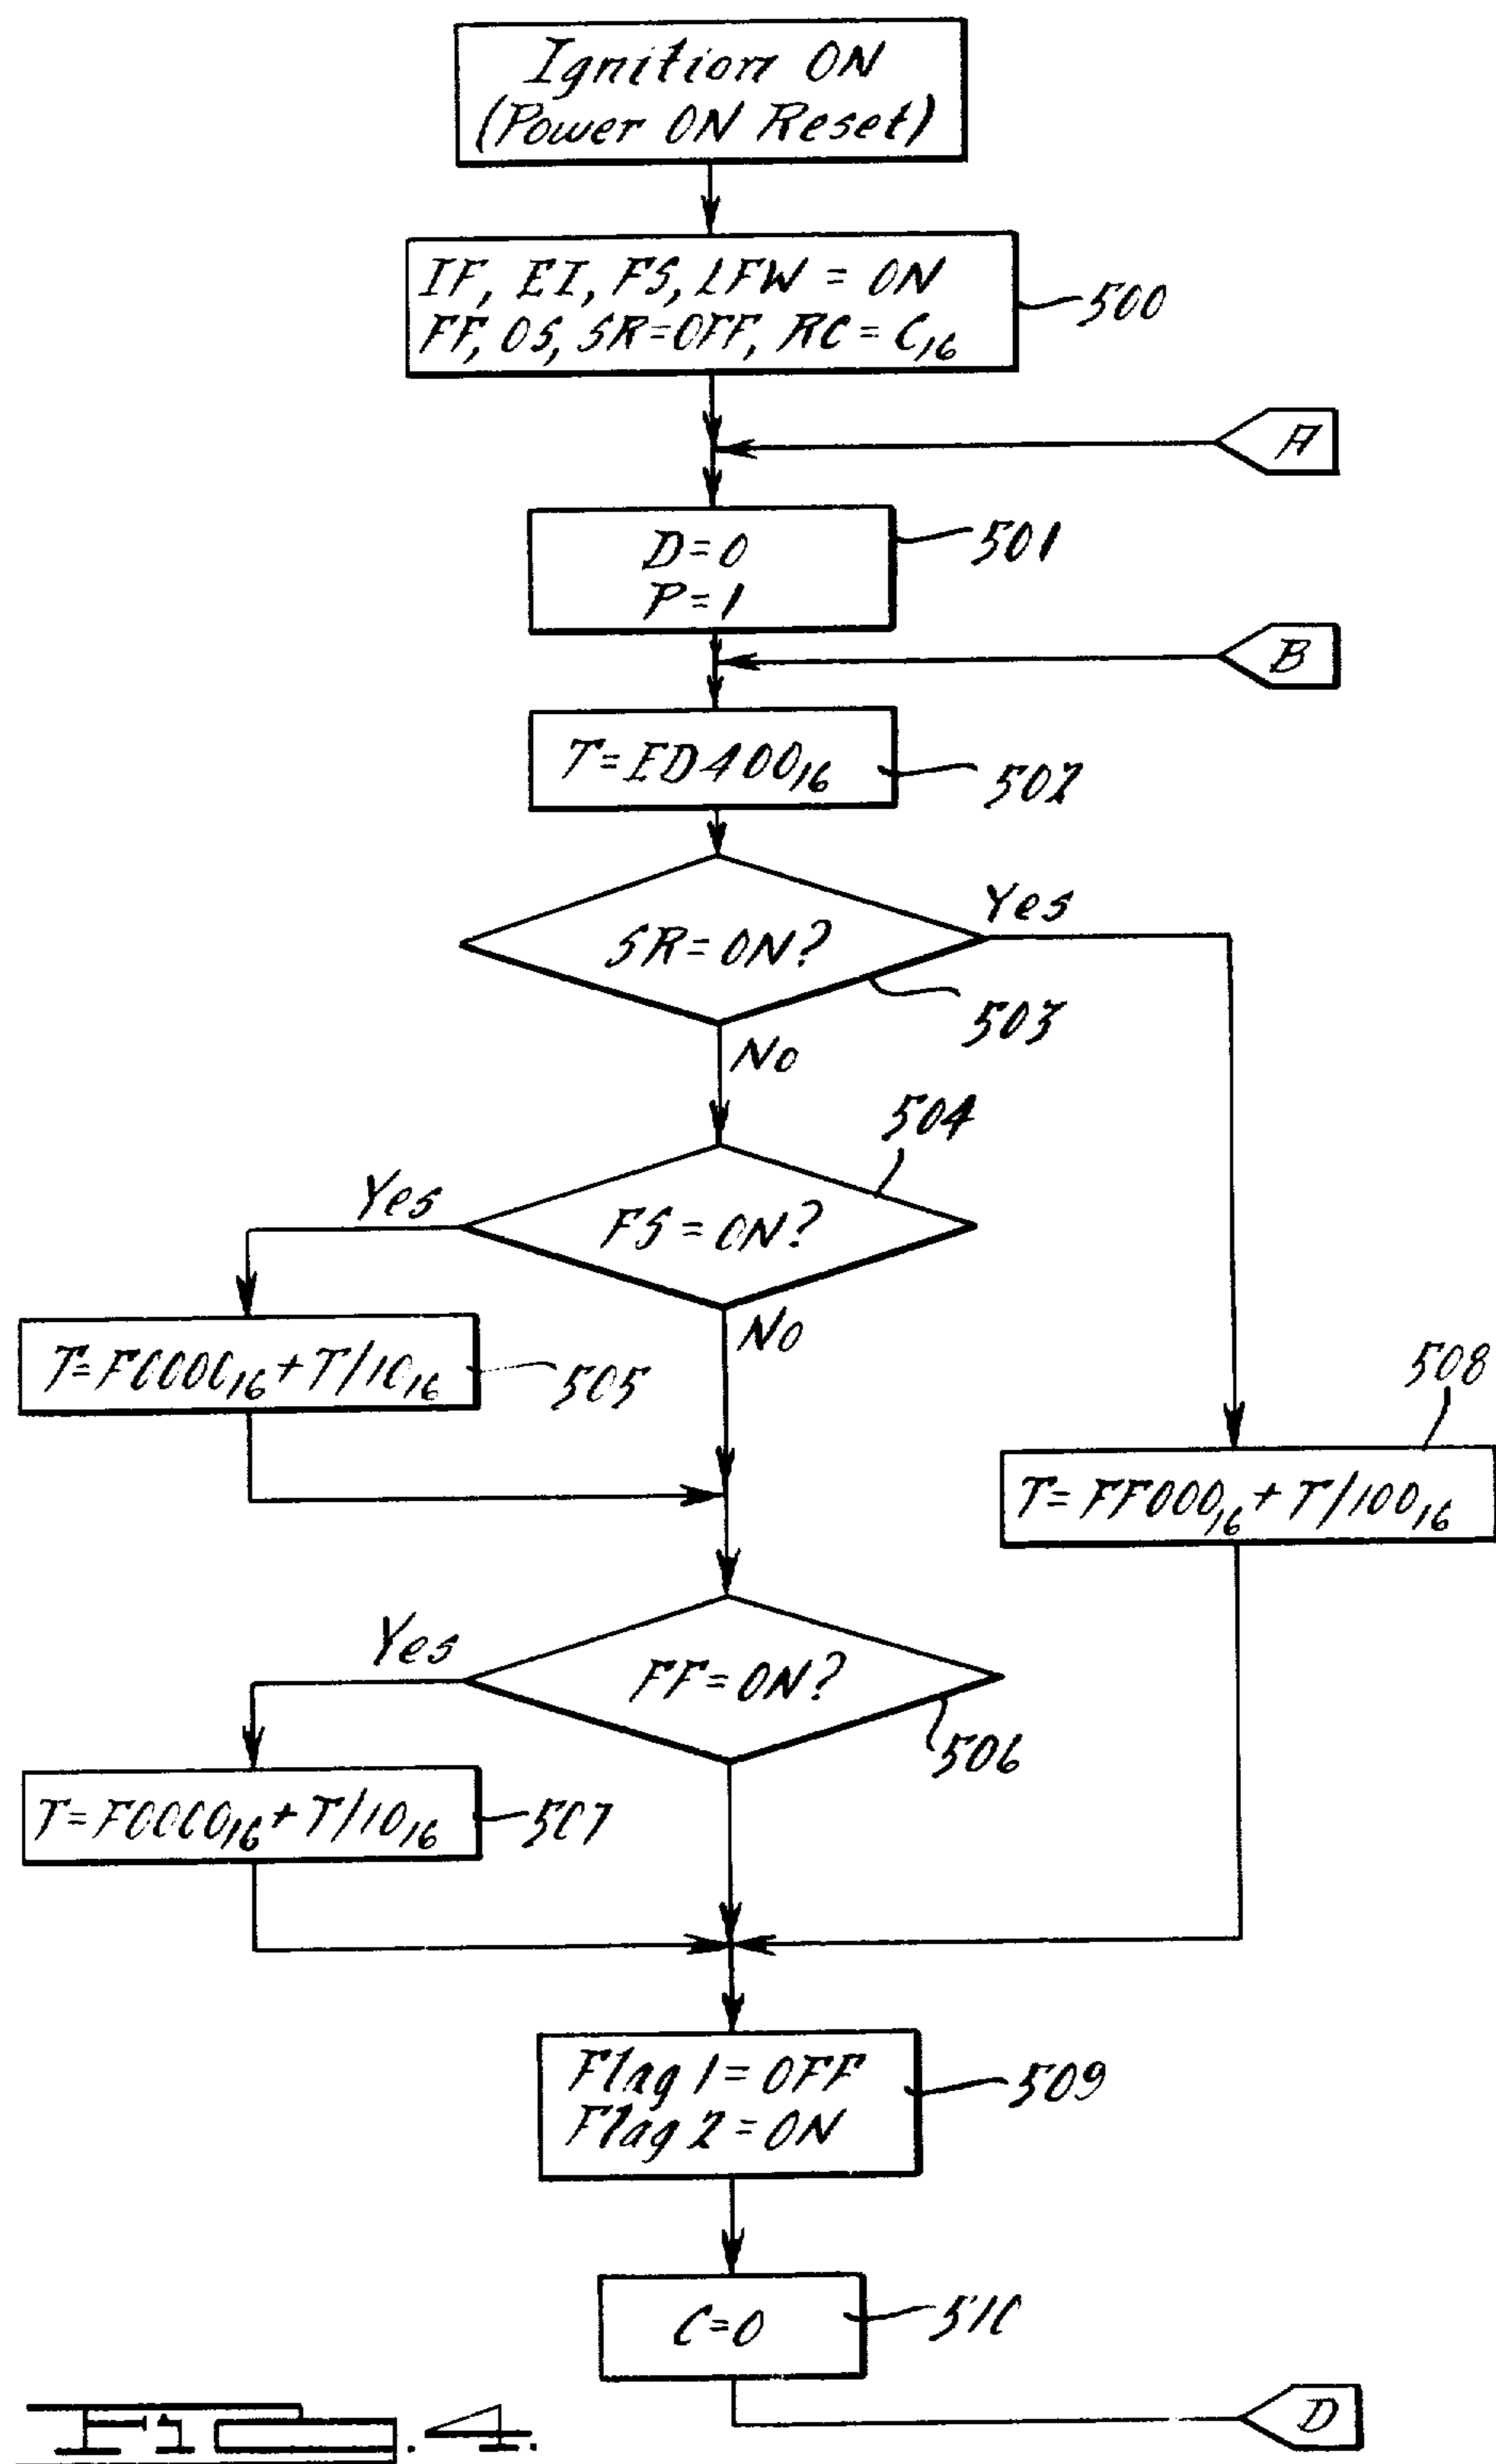 Ignition ON
(Power ON Reset)
IF, EI, FS, LFW = ON
FF, OS, SR=OFF, RC = C₁₆
500
A
D=0
P=1
501
B
T=ED400₁₆
502
SR=ON?
Yes
503
No
504
FS=ON?
Yes
No
T=F0000₁₆+T/10₁₆
505
508
T=FF000₁₆+T/100₁₆
FF=ON?
Yes
506
T=F0000₁₆+T/10₁₆
507
Flag 1=OFF
Flag 2=ON
509
C=0
510
D
Fig. 4.